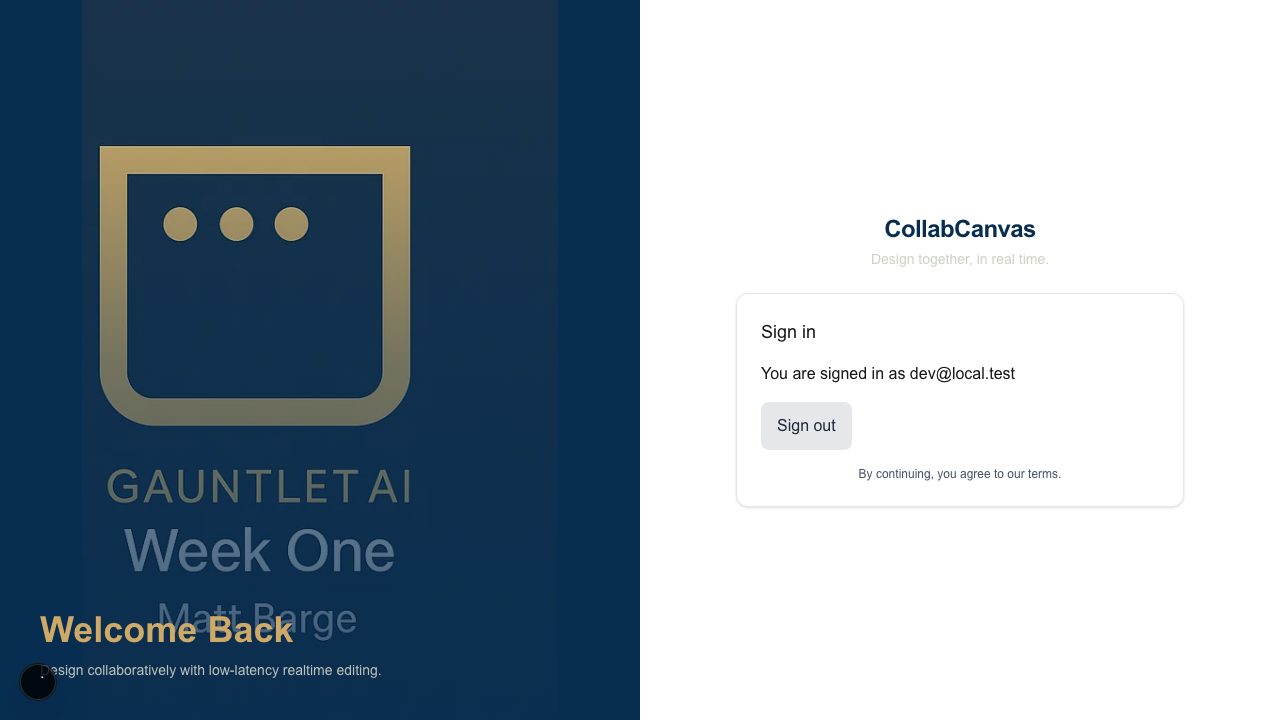 GAUNTLET AI
Week One
Matt Barge
Welcome Back
Design collaboratively with low-latency realtime editing.
CollabCanvas
Design together, in real time.
Sign in
You are signed in as dev@local.test
Sign out
By continuing, you agree to our terms.